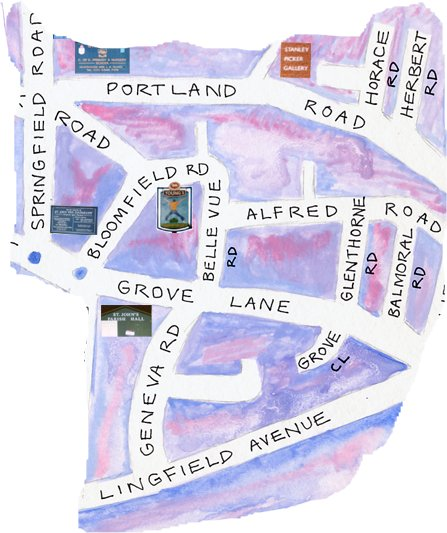 SPRINGFIELD ROAD
PORTLAND
ROAD
STANLEY
PICKER
GALLERY
HORACE
RD
HERBERT
RD
ROAD
BLOOMFIELD RD
BELLE VUE
RD
ALFRED
ROAD
GLENTHORNE
RD
BALMORAL
RD
GROVE
LANE
ST. JOHN'S
PARISH HALL
GENEVA RD
GROVE
CL
LINGFIELD AVENUE